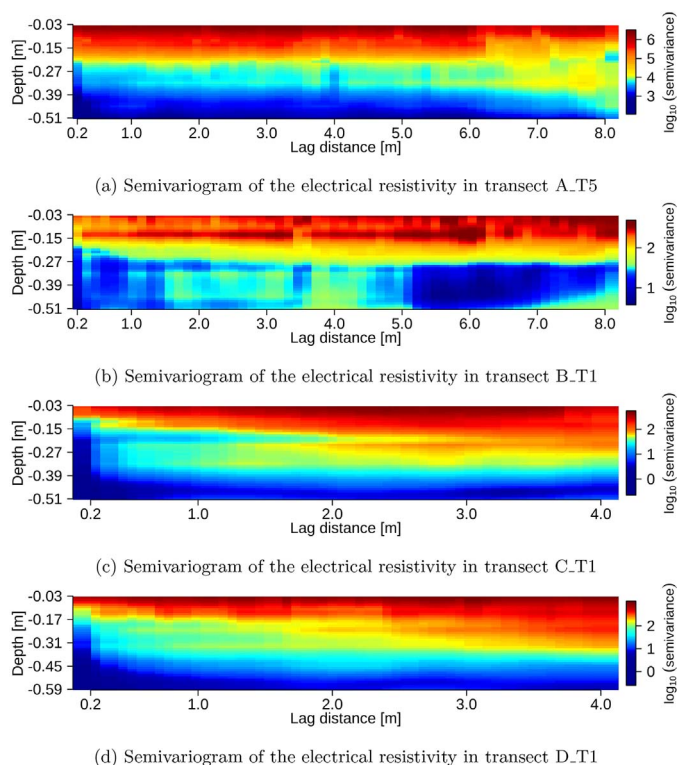 -0.03
-0.15
-0.27
-0.39
-0.51
Depth [m]
0.2 1.0 2.0 3.0 4.0 5.0 6.0 7.0 8.0
Lag distance [m]
6
5
4
3
log₁₀ (semivariance)
(a) Semivariogram of the electrical resistivity in transect A_T5
-0.03
-0.15
-0.27
-0.39
-0.51
Depth [m]
0.2 1.0 2.0 3.0 4.0 5.0 6.0 7.0 8.0
Lag distance [m]
2
1
log₁₀ (semivariance)
(b) Semivariogram of the electrical resistivity in transect B_T1
-0.03
-0.15
-0.27
-0.39
-0.51
Depth [m]
0.2 1.0 2.0 3.0 4.0
Lag distance [m]
2
1
0
log₁₀ (semivariance)
(c) Semivariogram of the electrical resistivity in transect C_T1
-0.03
-0.17
-0.31
-0.45
-0.59
Depth [m]
0.2 1.0 2.0 3.0 4.0
Lag distance [m]
2
1
0
log₁₀ (semivariance)
(d) Semivariogram of the electrical resistivity in transect D_T1